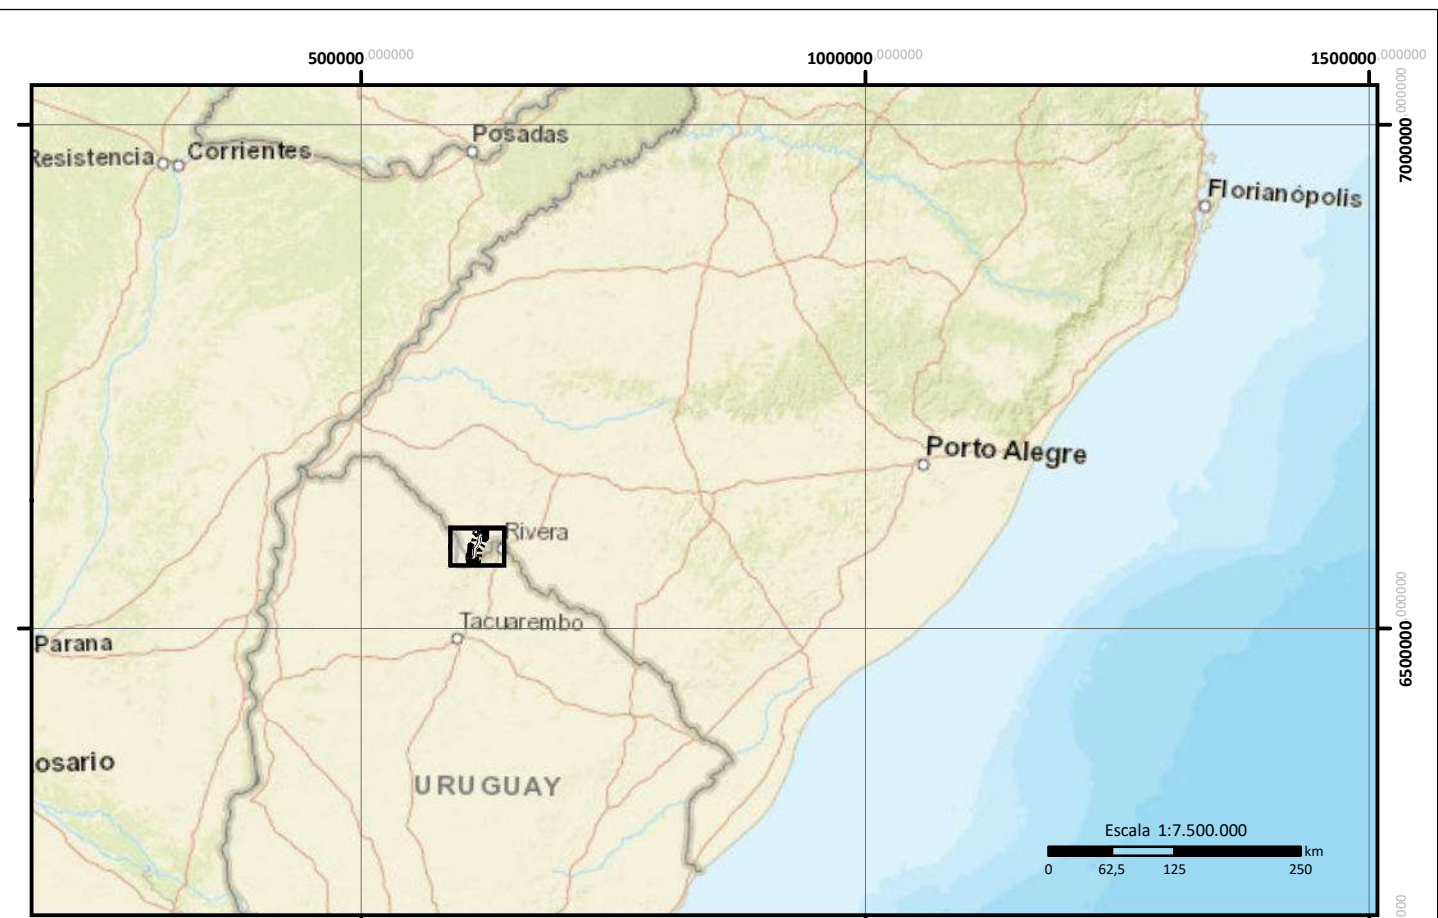 500000,000000
1000000,000000
1500000,000000
7000000,000000
Posadas
Resistencia
Corrientes
Florianópolis
Porto Alegre
Rivera
Tacuarembo
6500000,000000
Parana
osario
URUGUAY
Escala 1:7.500.000
km
0 62,5 125 250
000